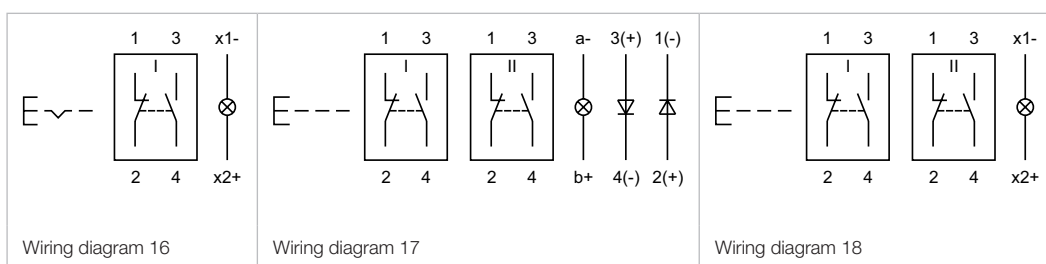 1 3 x1-
I
2 4 x2+
Wiring diagram 16
1 3 1 3 a- 3(+) 1(-)
I II
2 4 2 4 b+ 4(-) 2(+)
Wiring diagram 17
1 3 1 3 x1-
I II
2 4 2 4 x2+
Wiring diagram 18